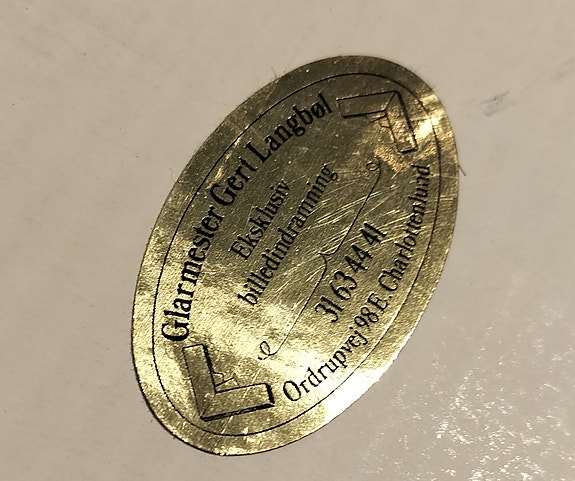 Glarmester Gert Langbøl
Eksklusiv
billedindramning
31 63 44 41
Ordrupvej 98 E. Charlottenlund